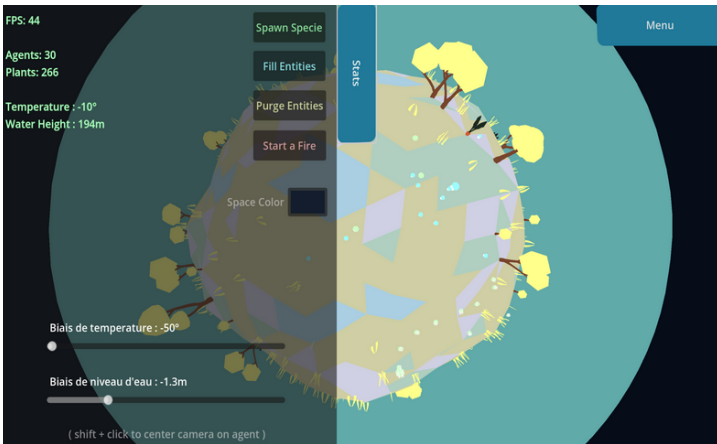 FPS: 44
Agents: 30
Plants: 266
Temperature : -10°
Water Height : 194m
Spawn Specie
Fill Entities
Purge Entities
Start a Fire
Space Color
Stats
Menu
Biais de temperature : -50°
Biais de niveau d'eau : -1.3m
( shift + click to center camera on agent )